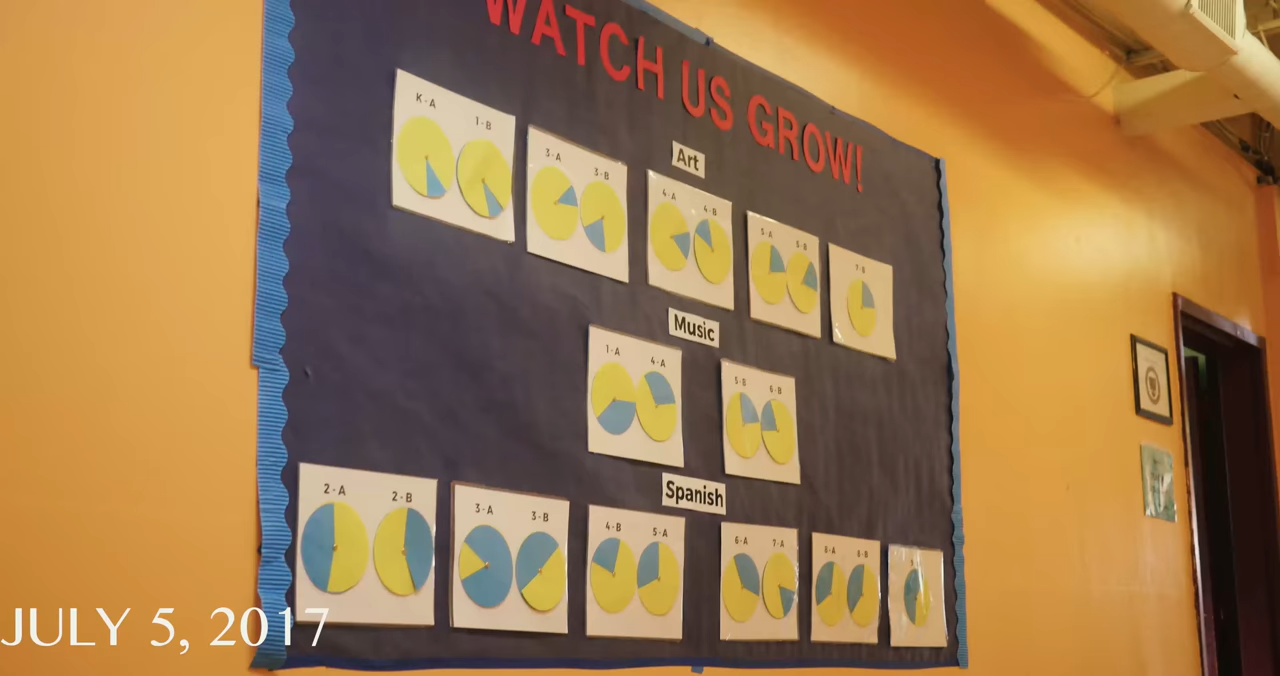 WATCH US GROW!
Art
K-A 1-B
3-A 3-B
4-A 4-B
5-A 5-B
7-B
Music
1-A 4-A
5-B 6-B
Spanish
2-A 2-B
3-A 3-B
4-B 5-A
6-A 7-A
8-A 8-B
JULY 5, 2017